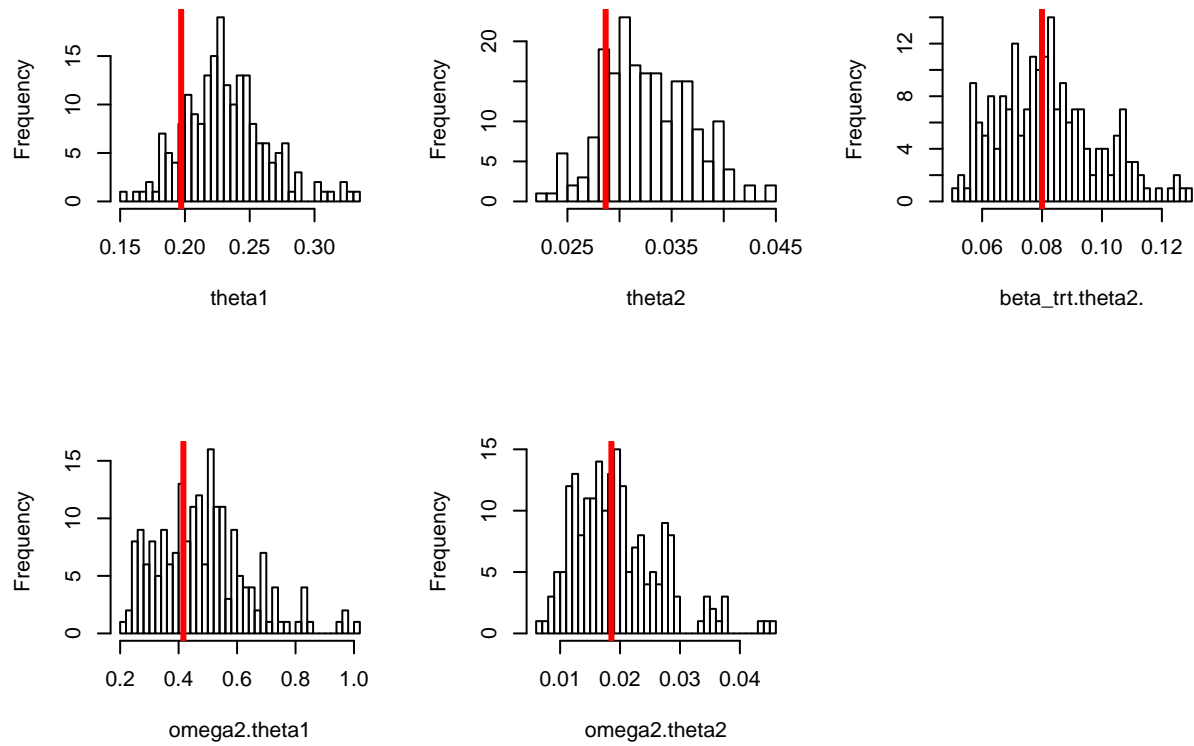 Frequency
0 5 10 15
0.15 0.20 0.25 0.30
theta1
Frequency
0 5 10 20
0.025 0.035 0.045
theta2
Frequency
0 4 8 12
0.06 0.08 0.10 0.12
beta_trt.theta2.
Frequency
0 5 10 15
0.2 0.4 0.6 0.8 1.0
omega2.theta1
Frequency
0 5 10 15
0.01 0.02 0.03 0.04
omega2.theta2